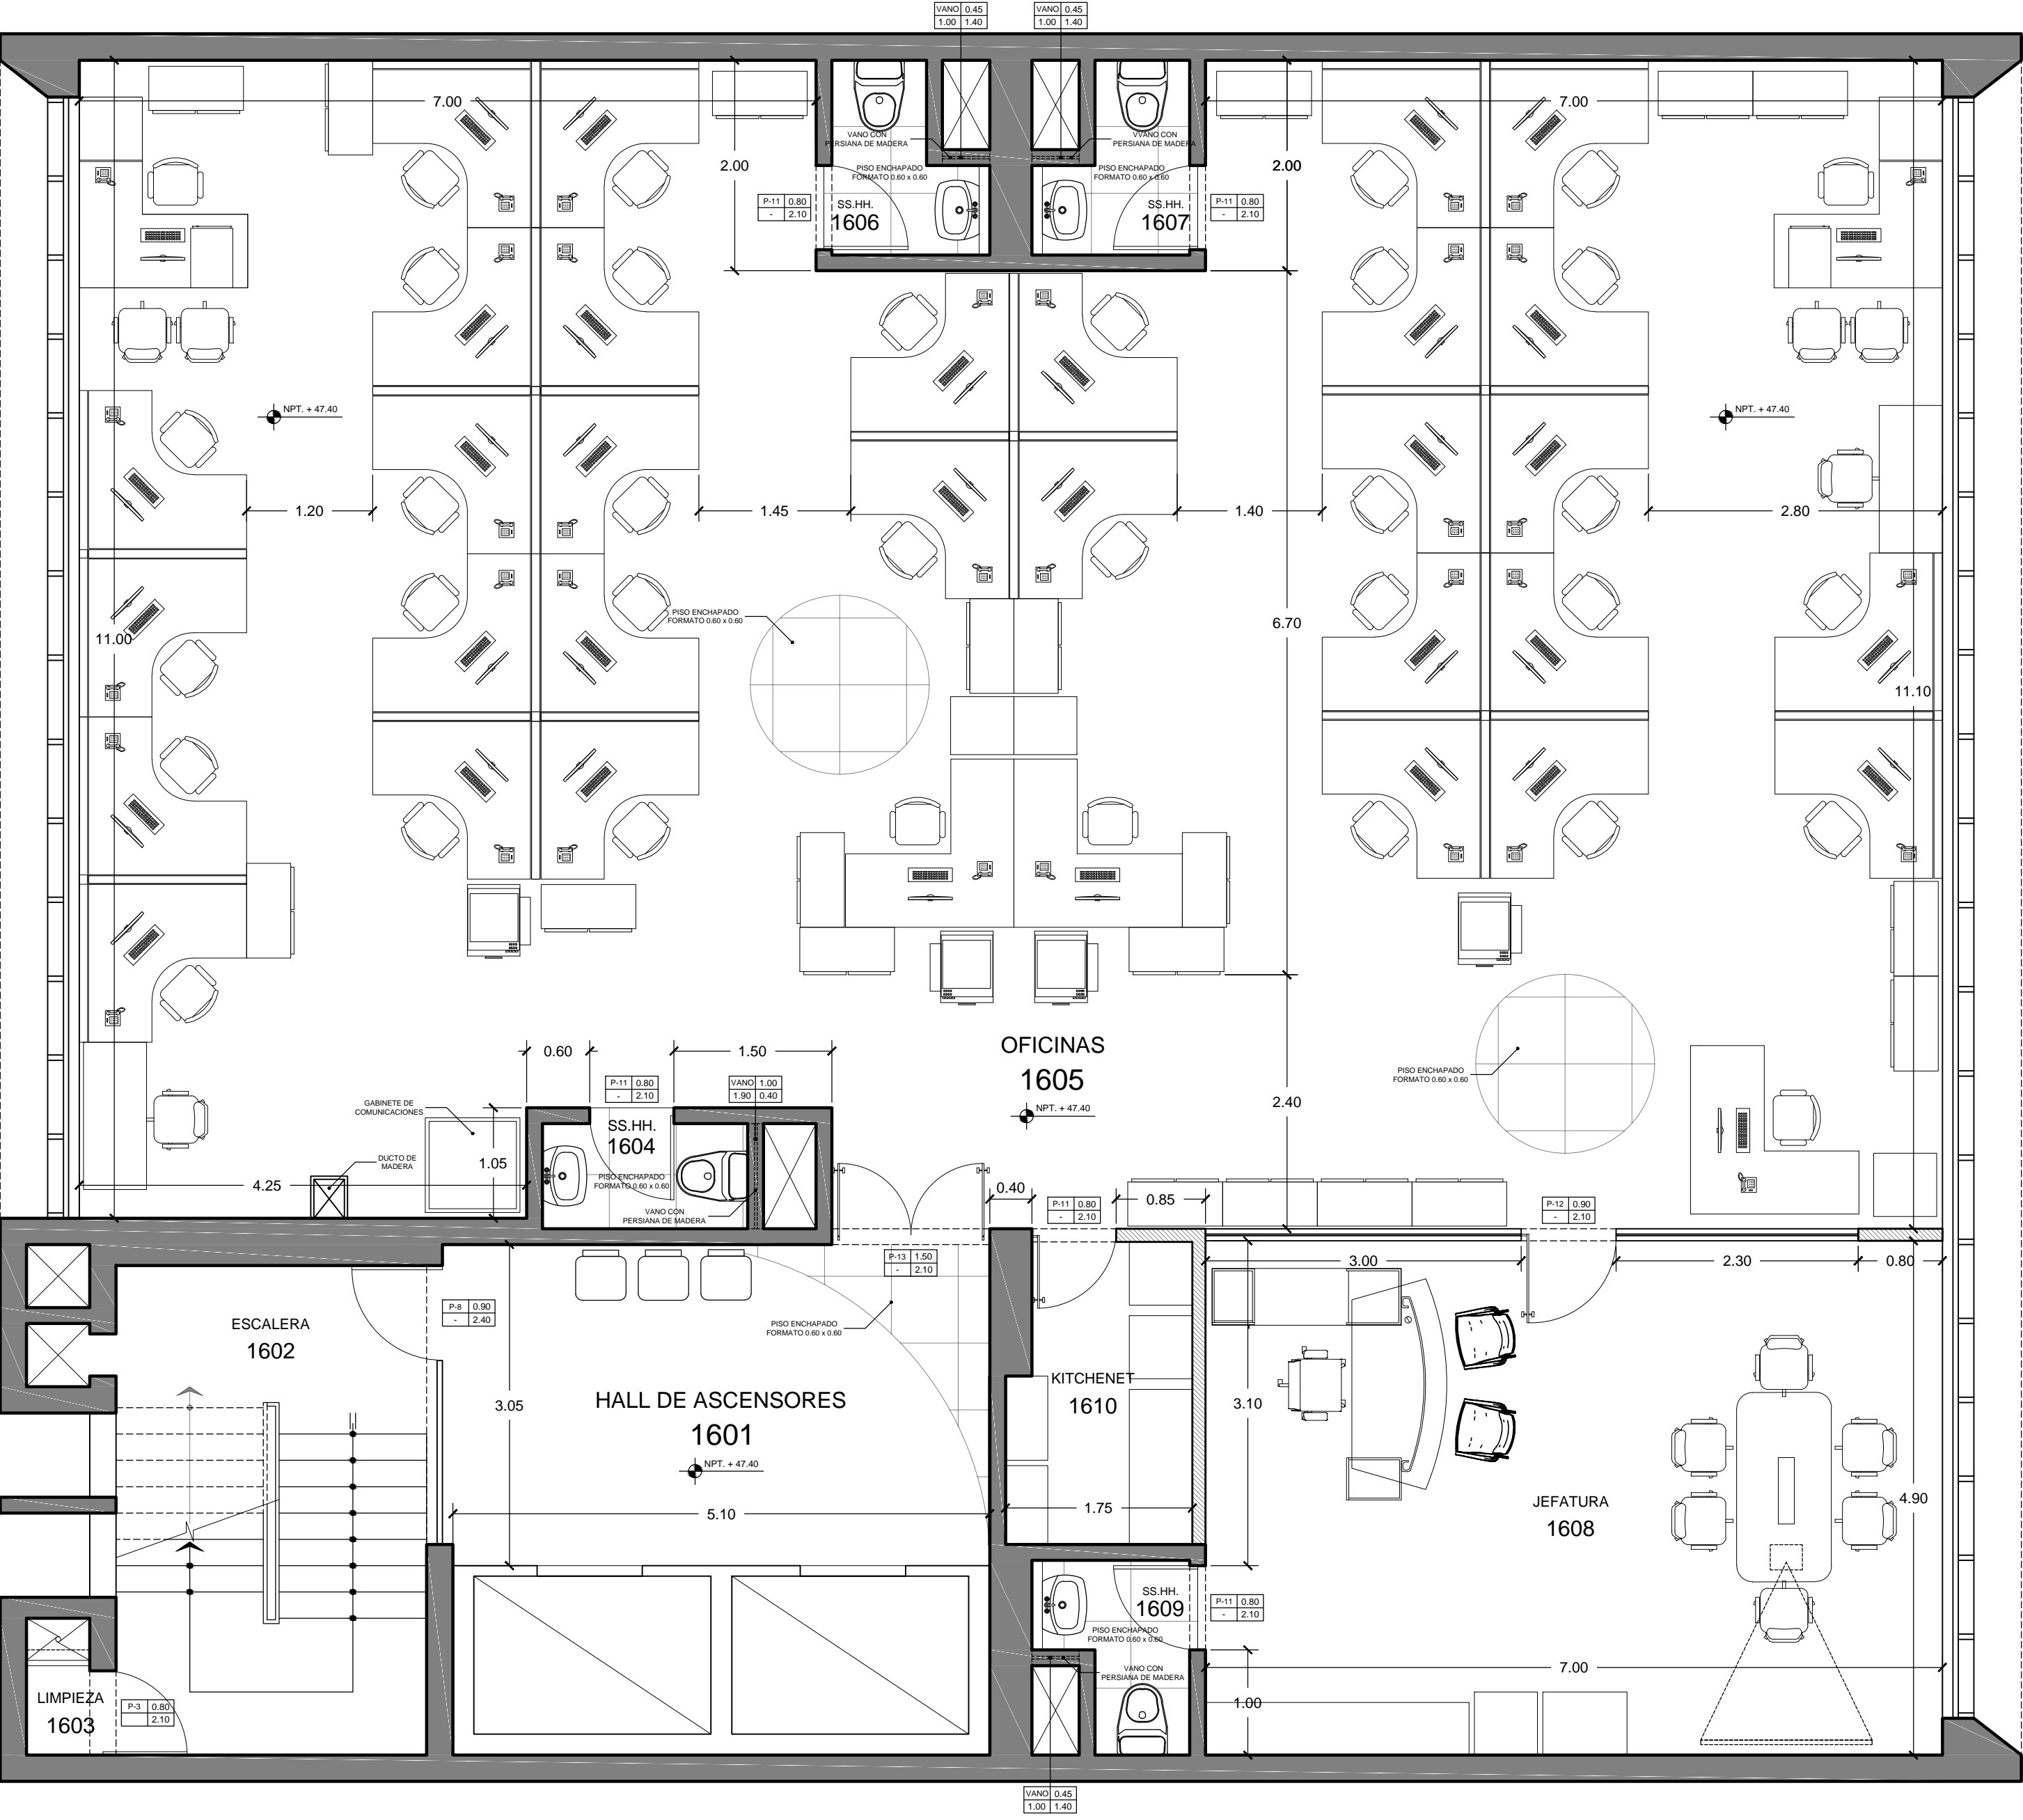 VANO 0.45
1.00 1.40
VANO 0.45
1.00 1.40
7.00
7.00
VANO CON
PERSIANA DE MADERA
VVANO CON
PERSIANA DE MADERA
2.00
2.00
PISO ENCHAPADO
FORMATO 0.60 x 0.60
PISO ENCHAPADO
FORMATO 0.60 x 0.60
P-11 0.80
- 2.10
SS.HH.
1606
SS.HH.
1607
P-11 0.80
- 2.10
NPT. + 47.40
NPT. + 47.40
1.20
1.45
1.40
2.80
PISO ENCHAPADO
FORMATO 0.60 x 0.60
6.70
11.00
11.10
OFICINAS
1605
NPT. + 47.40
0.60
1.50
P-11 0.80
- 2.10
VANO 1.00
1.90 0.40
PISO ENCHAPADO
FORMATO 0.60 x 0.60
2.40
GABINETE DE
COMUNICACIONES
SS.HH.
1604
DUCTO DE
MADERA
1.05
PISO ENCHAPADO
FORMATO 0.60 x 0.60
4.25
VANO CON
PERSIANA DE MADERA
0.40
P-11 0.80
- 2.10
0.85
P-12 0.90
- 2.10
P-13 1.50
- 2.10
3.00
2.30
0.80
P-8 0.90
- 2.40
ESCALERA
1602
PISO ENCHAPADO
FORMATO 0.60 x 0.60
3.05
HALL DE ASCENSORES
1601
NPT. + 47.40
KITCHENET
1610
3.10
5.10
1.75
JEFATURA
1608
4.90
SS.HH.
1609
P-11 0.80
- 2.10
PISO ENCHAPADO
FORMATO 0.60 x 0.60
VANO CON
PERSIANA DE MADERA
7.00
1.00
LIMPIEZA
1603
P-3 0.80
2.10
VANO 0.45
1.00 1.40